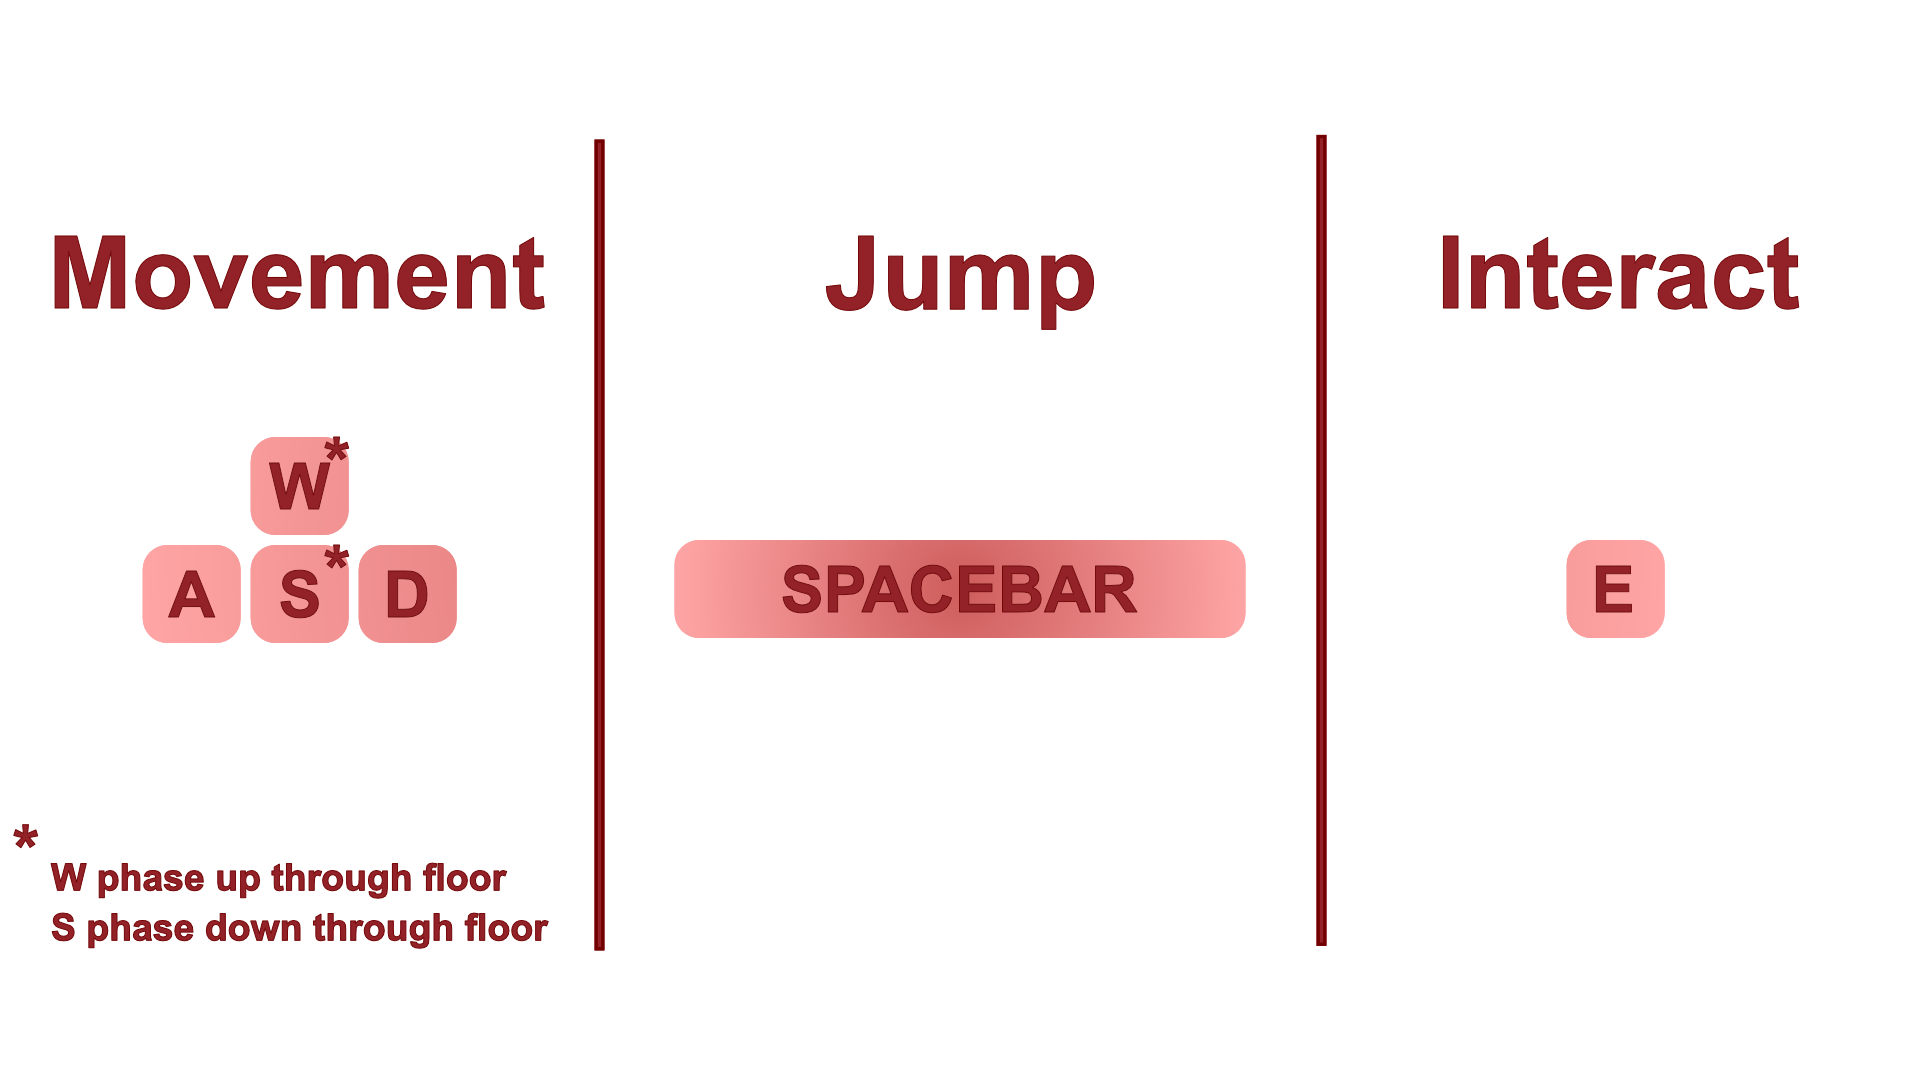 Movement
W*
A S* D
* W phase up through floor
S phase down through floor
Jump
SPACEBAR
Interact
E